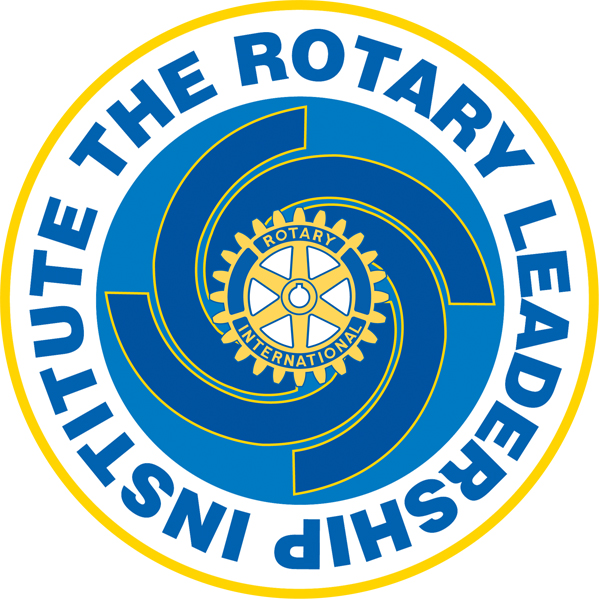 THE ROTARY LEADERSHIP INSTITUTE
ROTARY
INTERNATIONAL